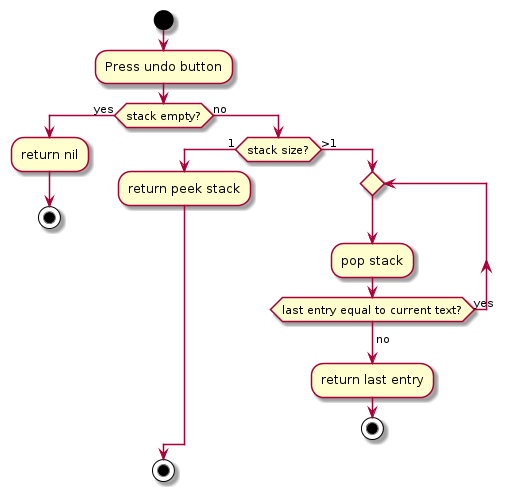 Press undo button
yes
stack empty?
no
return nil
1
stack size?
>1
return peek stack
pop stack
last entry equal to current text?
yes
no
return last entry